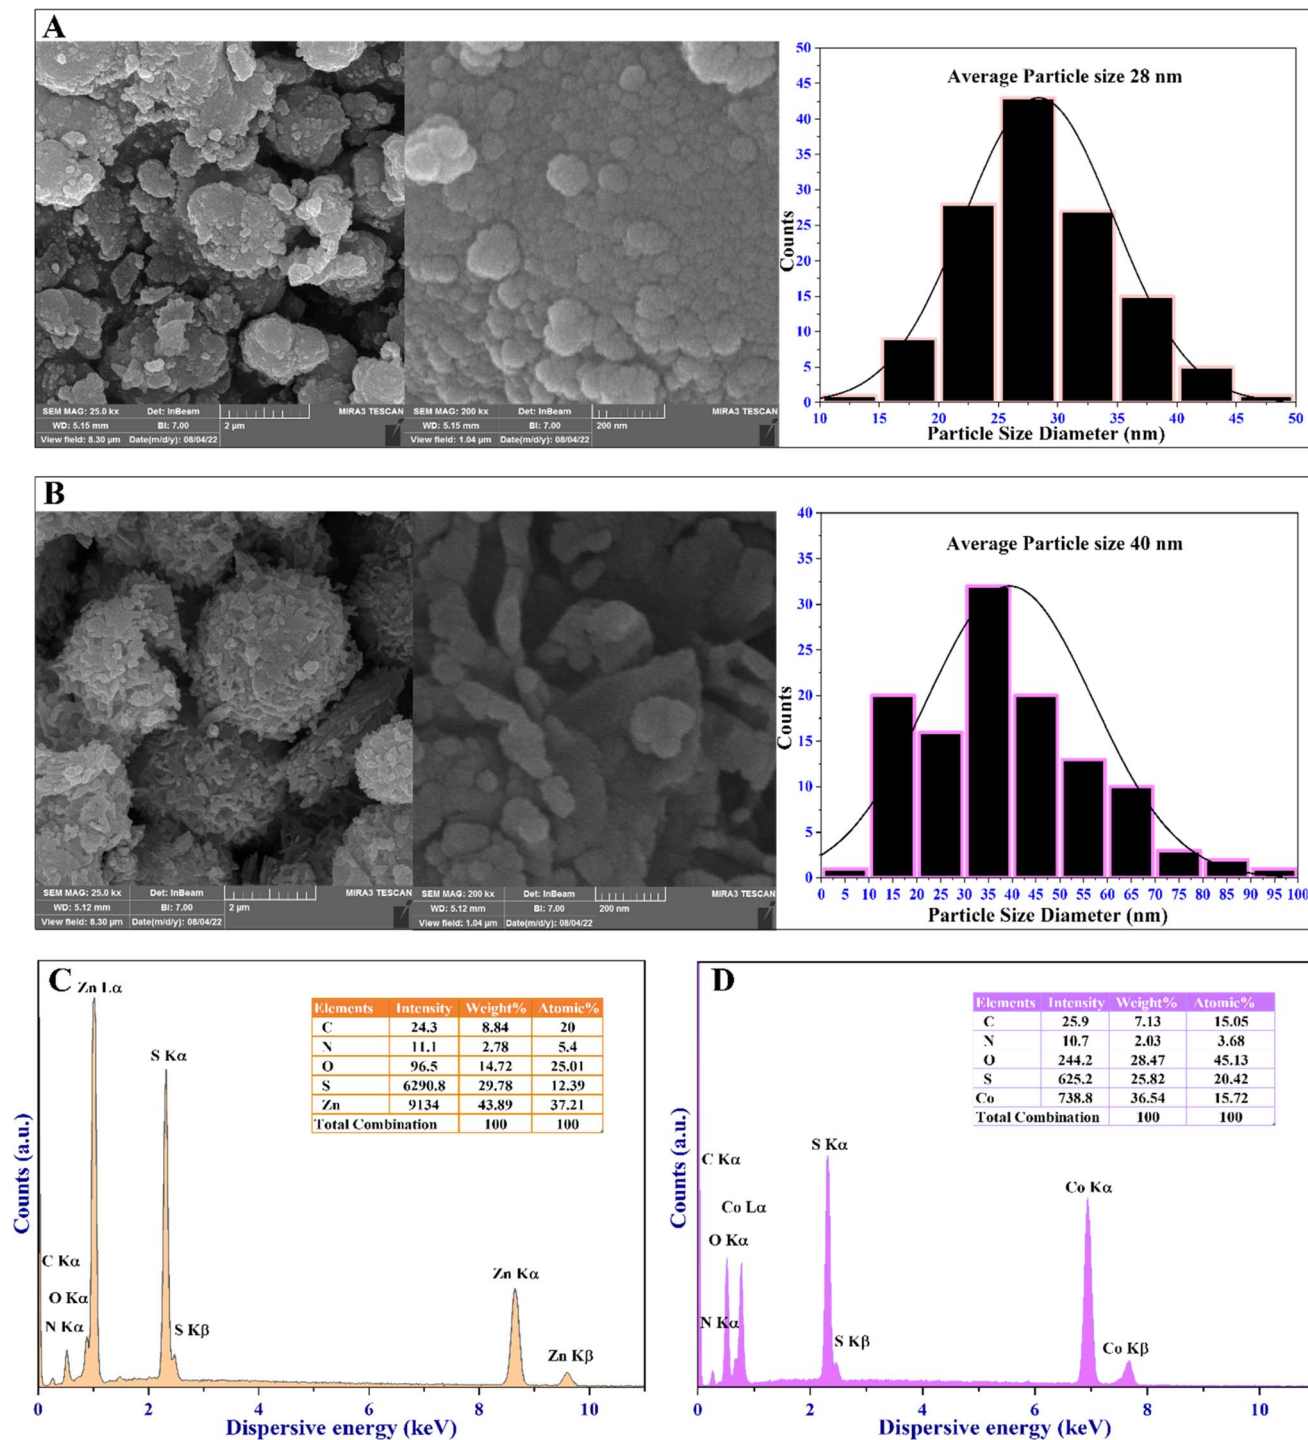 A
SEM MAG: 25.0 kx Det: InBeam MIRA3 TESCAN
WD: 5.15 mm BI: 7.00 2 µm
View field: 8.30 µm Date(m/d/y): 08/04/22
SEM MAG: 200 kx Det: InBeam MIRA3 TESCAN
WD: 5.15 mm BI: 7.00 200 nm
View field: 1.04 µm Date(m/d/y): 08/04/22
Average Particle size 28 nm
Counts
50
45
40
35
30
25
20
15
10
5
0
10 15 20 25 30 35 40 45 50
Particle Size Diameter (nm)
B
SEM MAG: 25.0 kx Det: InBeam MIRA3 TESCAN
WD: 5.12 mm BI: 7.00 2 µm
View field: 8.30 µm Date(m/d/y): 08/04/22
SEM MAG: 200 kx Det: InBeam MIRA3 TESCAN
WD: 5.12 mm BI: 7.00 200 nm
View field: 1.04 µm Date(m/d/y): 08/04/22
Average Particle size 40 nm
Counts
40
35
30
25
20
15
10
5
0
0 5 10 15 20 25 30 35 40 45 50 55 60 65 70 75 80 85 90 95 100
Particle Size Diameter (nm)
C
Zn Lα
S Kα
C Kα
O Kα
N Kα
S Kβ
Zn Kα
Zn Kβ
Elements Intensity Weight% Atomic%
C 24.3 8.84 20
N 11.1 2.78 5.4
O 96.5 14.72 25.01
S 6290.8 29.78 12.39
Zn 9134 43.89 37.21
Total Combination 100 100
Counts (a.u.)
0 2 4 6 8 10
Dispersive energy (keV)
D
Elements Intensity Weight% Atomic%
C 25.9 7.13 15.05
N 10.7 2.03 3.68
O 244.2 28.47 45.13
S 625.2 25.82 20.42
Co 738.8 36.54 15.72
Total Combination 100 100
C Kα
Co Lα
O Kα
N Kα
S Kα
S Kβ
Co Kα
Co Kβ
Counts (a.u.)
0 2 4 6 8 10
Dispersive energy (keV)